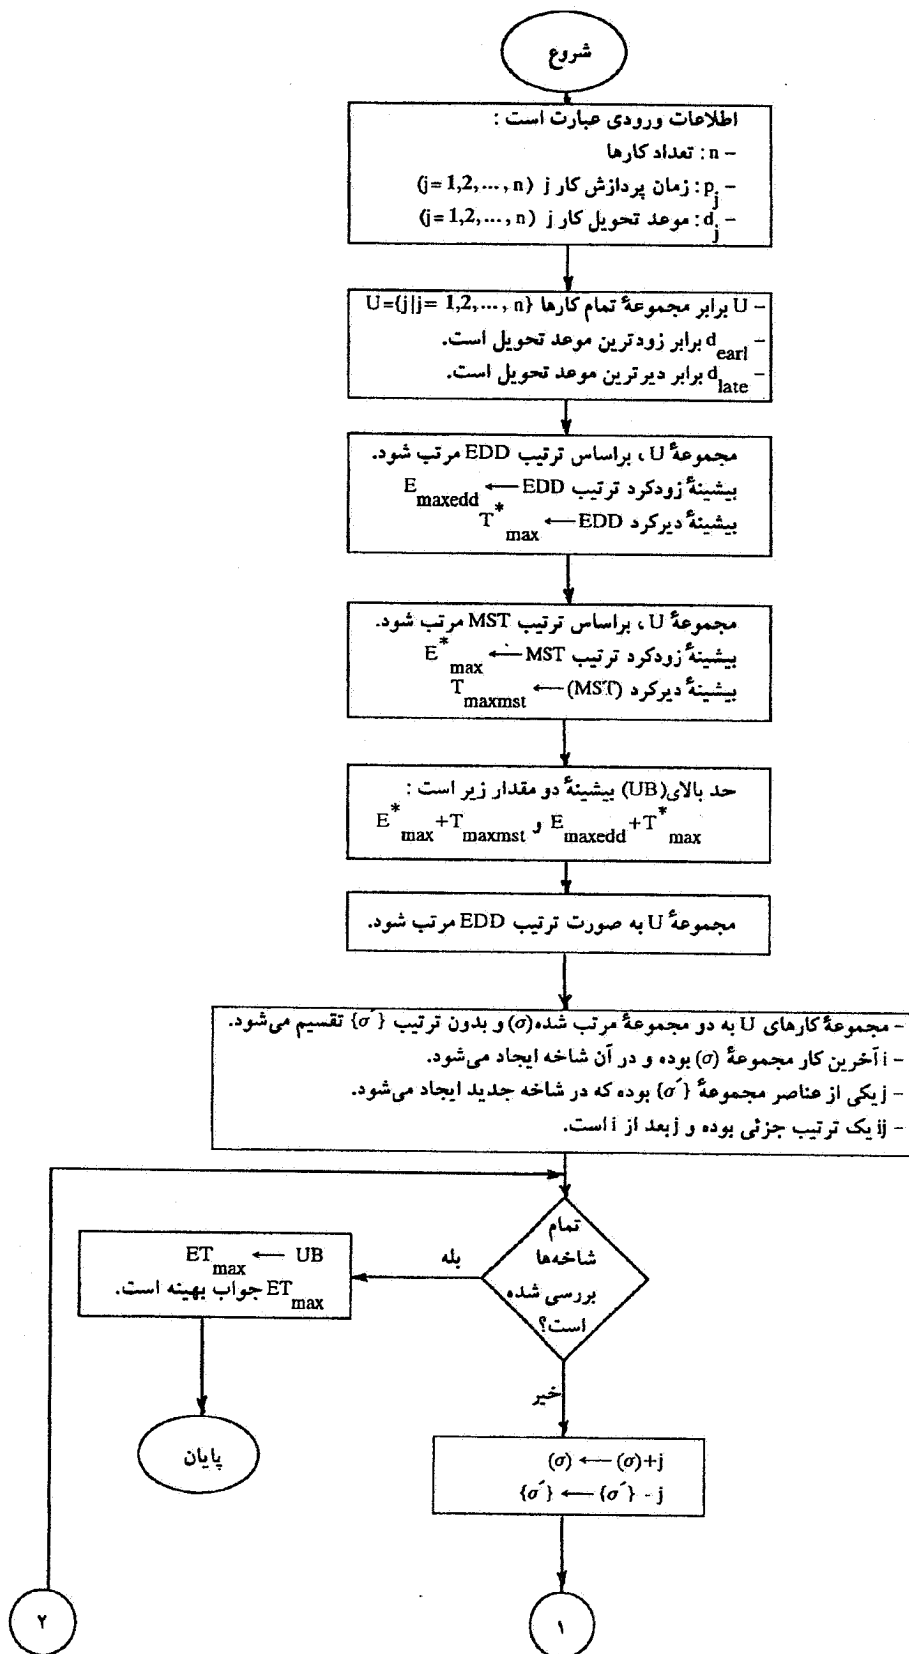 شروع
اطلاعات ورودی عبارت است :
– n : تعداد کارها
– p_j : زمان پردازش کار j (j= 1,2, ... , n)
– d_j : موعد تحویل کار j (j= 1,2, ... , n)
– U برابر مجموعهٔ تمام کارها U={j|j= 1,2, ... , n}
– d_earl برابر زودترین موعد تحویل است.
– d_late برابر دیرترین موعد تحویل است.
مجموعهٔ U ، براساس ترتیب EDD مرتب شود.
بیشینهٔ زودکرد ترتیب EDD ⟶ E_maxedd
بیشینهٔ دیرکرد EDD ⟶ T*_max
مجموعهٔ U ، براساس ترتیب MST مرتب شود.
بیشینهٔ زودکرد ترتیب MST ⟶ E*_max
بیشینهٔ دیرکرد (MST) ⟶ T_maxmst
حد بالای (UB) بیشینهٔ دو مقدار زیر است :
E*_max+T_maxmst و E_maxedd+T*_max
مجموعهٔ U به صورت ترتیب EDD مرتب شود.
– مجموعهٔ کارهای U به دو مجموعهٔ مرتب شده (σ) و بدون ترتیب {σ´} تقسیم می‌شود.
– i آخرین کار مجموعهٔ (σ) بوده و در آن شاخه ایجاد می‌شود.
– j یکی از عناصر مجموعهٔ {σ´} بوده که در شاخه جدید ایجاد می‌شود.
– ij یک ترتیب جزئی بوده و j بعد از i است.
تمام
شاخه‌ها
بررسی شده
است؟
بله
ET_max ⟵ UB
ET_max جواب بهینه است.
پایان
خیر
(σ) ⟵ (σ)+j
{σ´} ⟵ {σ´} - j
۲
۱